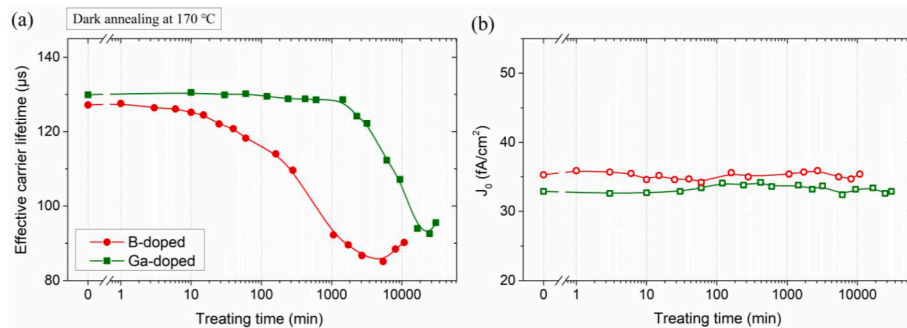 (a)
Dark annealing at 170 ℃
140
120
100
80
Effective carrier lifetime (μs)
B-doped
Ga-doped
0 1 10 100 1000 10000
Treating time (min)
(b)
50
40
30
20
J₀ (fA/cm²)
0 1 10 100 1000 10000
Treating time (min)